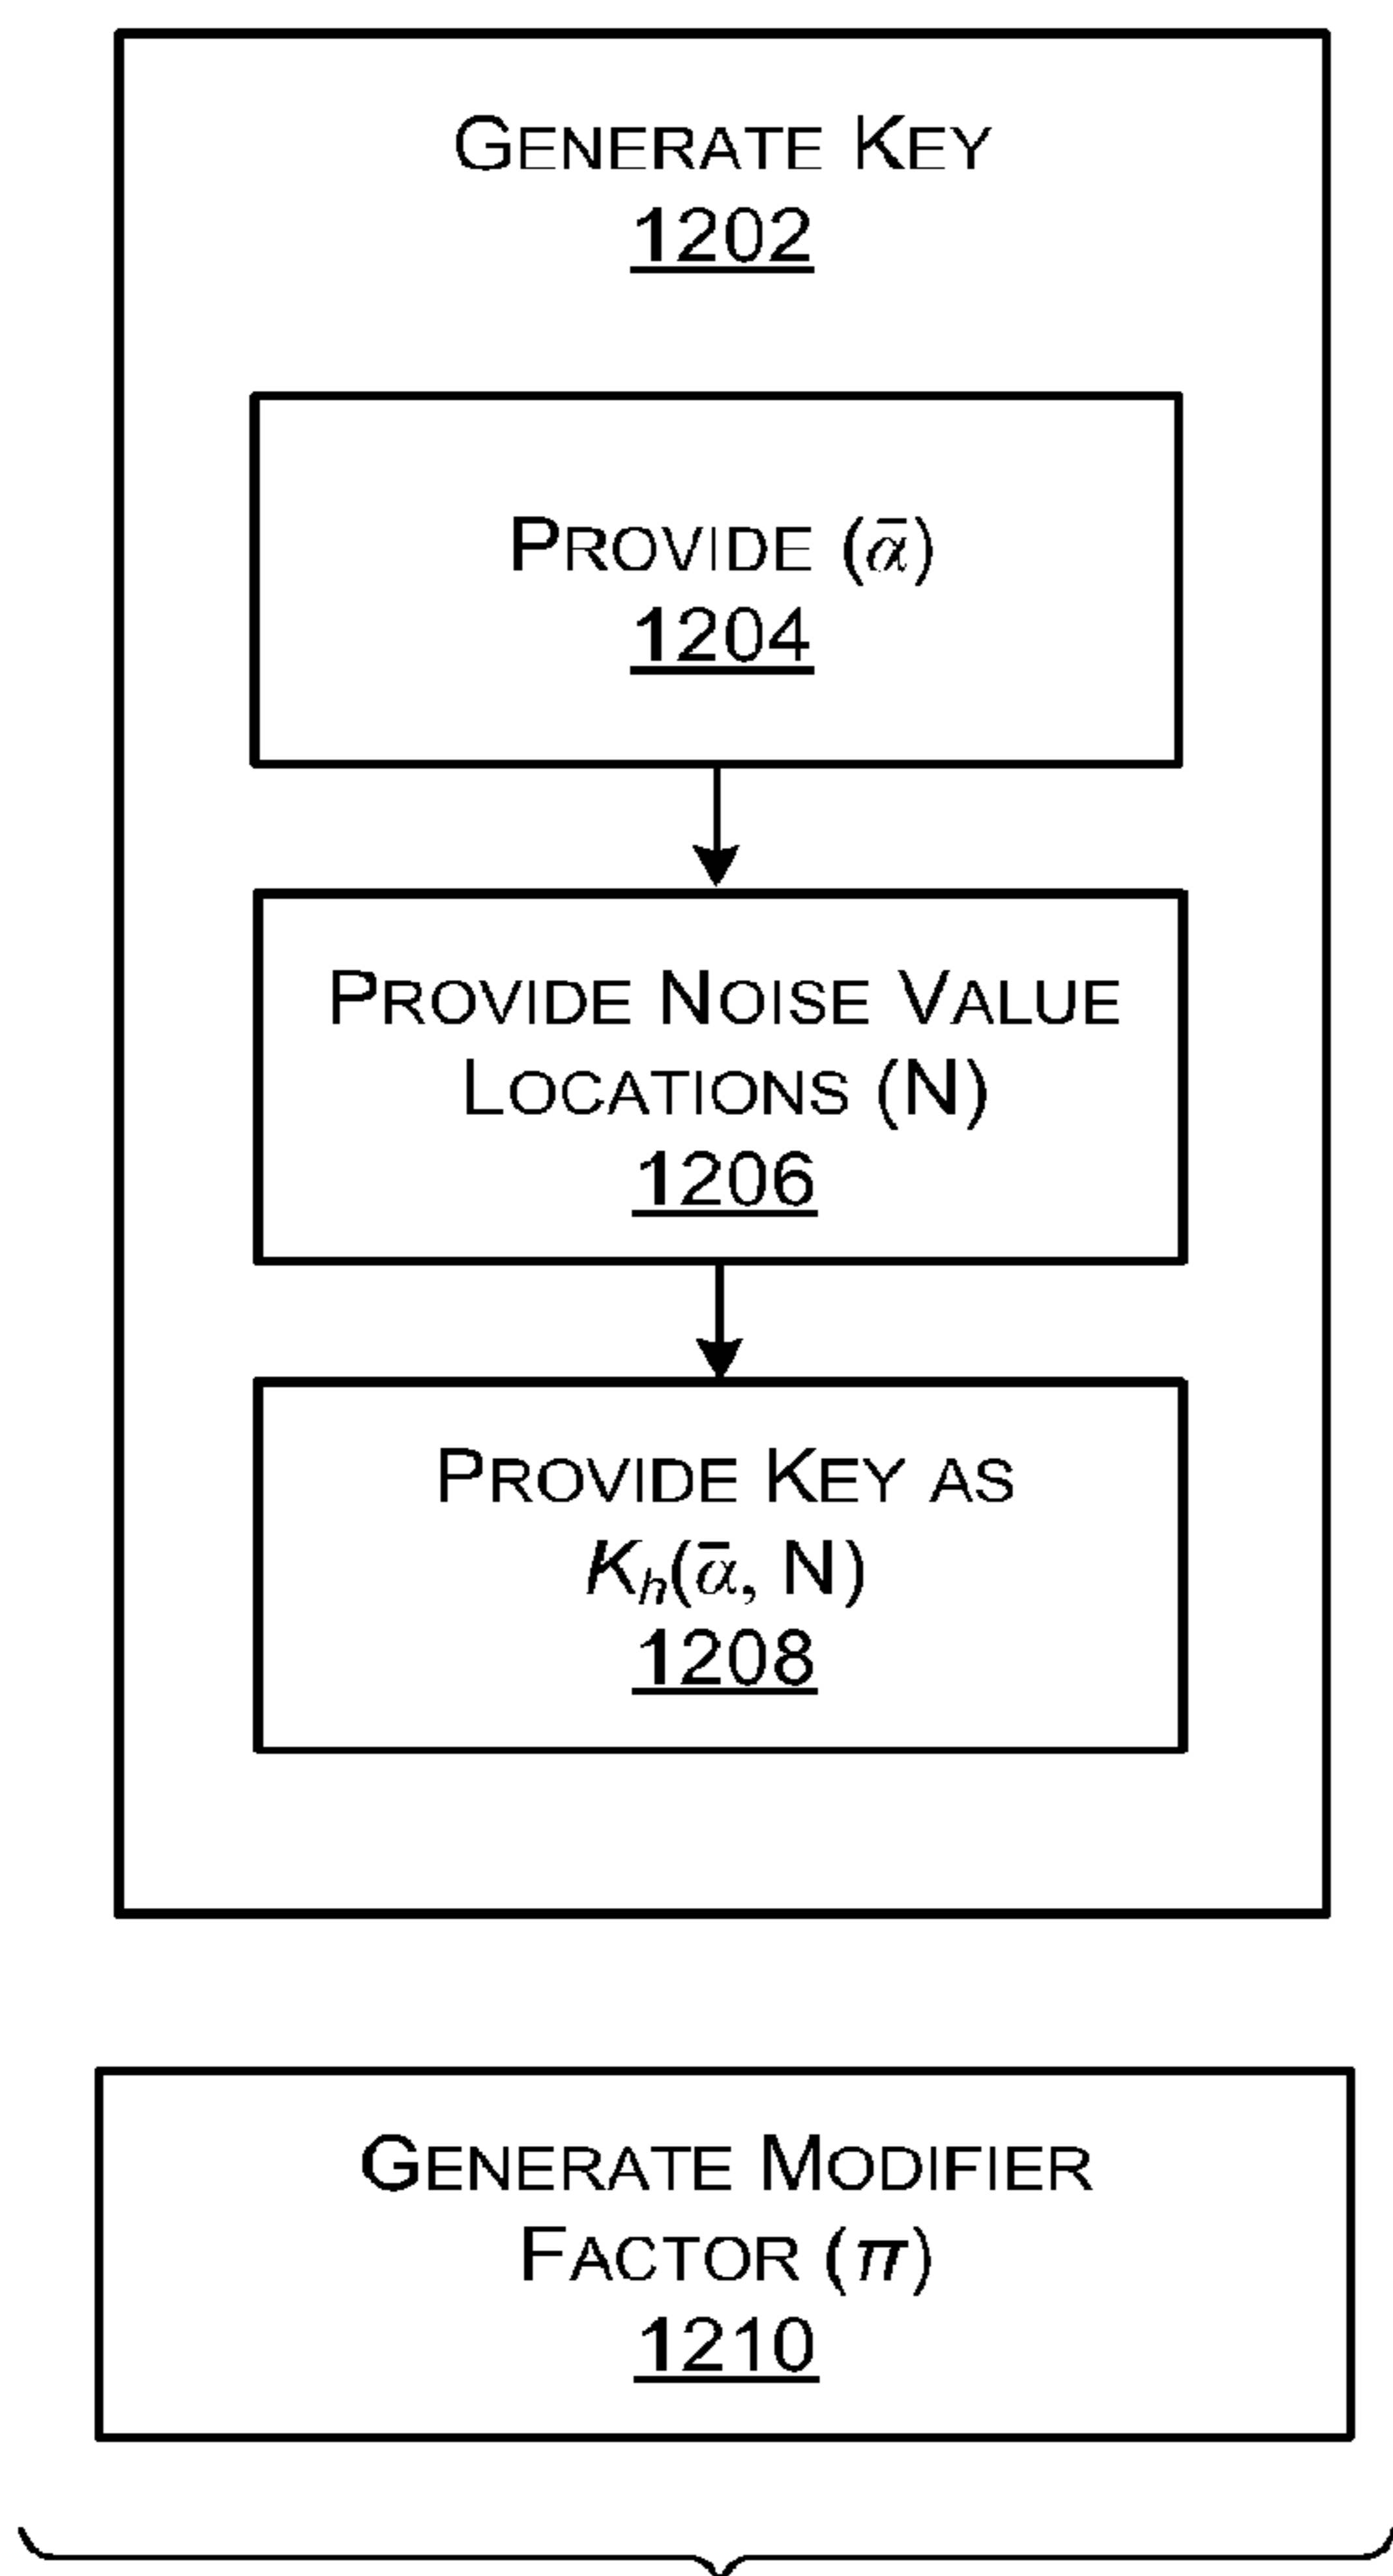 GENERATE KEY
1202
PROVIDE (ᾱ)
1204
PROVIDE NOISE VALUE
LOCATIONS (N)
1206
PROVIDE KEY AS
Kₕ(ᾱ, N)
1208
GENERATE MODIFIER
FACTOR (π)
1210